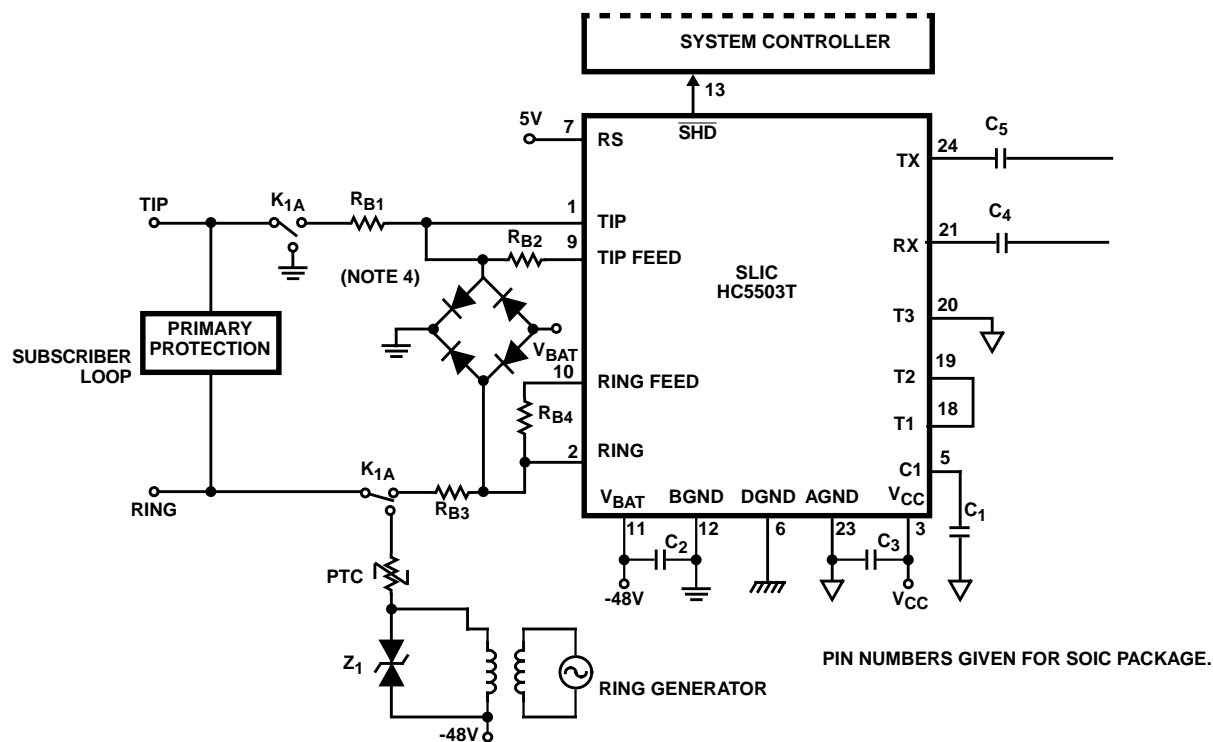 SYSTEM CONTROLLER
13
5V
7
RS
SHD
TX
24
C5
TIP
K1A
RB1
1
TIP
RB2
9
TIP FEED
(NOTE 4)
SLIC
HC5503T
RX
21
C4
T3
20
PRIMARY
PROTECTION
SUBSCRIBER
LOOP
VBAT
10
RING FEED
RB4
T2
19
T1
18
2
RING
C1
5
RING
K1A
RB3
VBAT
BGND
DGND
AGND
VCC
11
12
6
23
3
C1
C2
C3
-48V
VCC
PTC
Z1
RING GENERATOR
-48V
PIN NUMBERS GIVEN FOR SOIC PACKAGE.